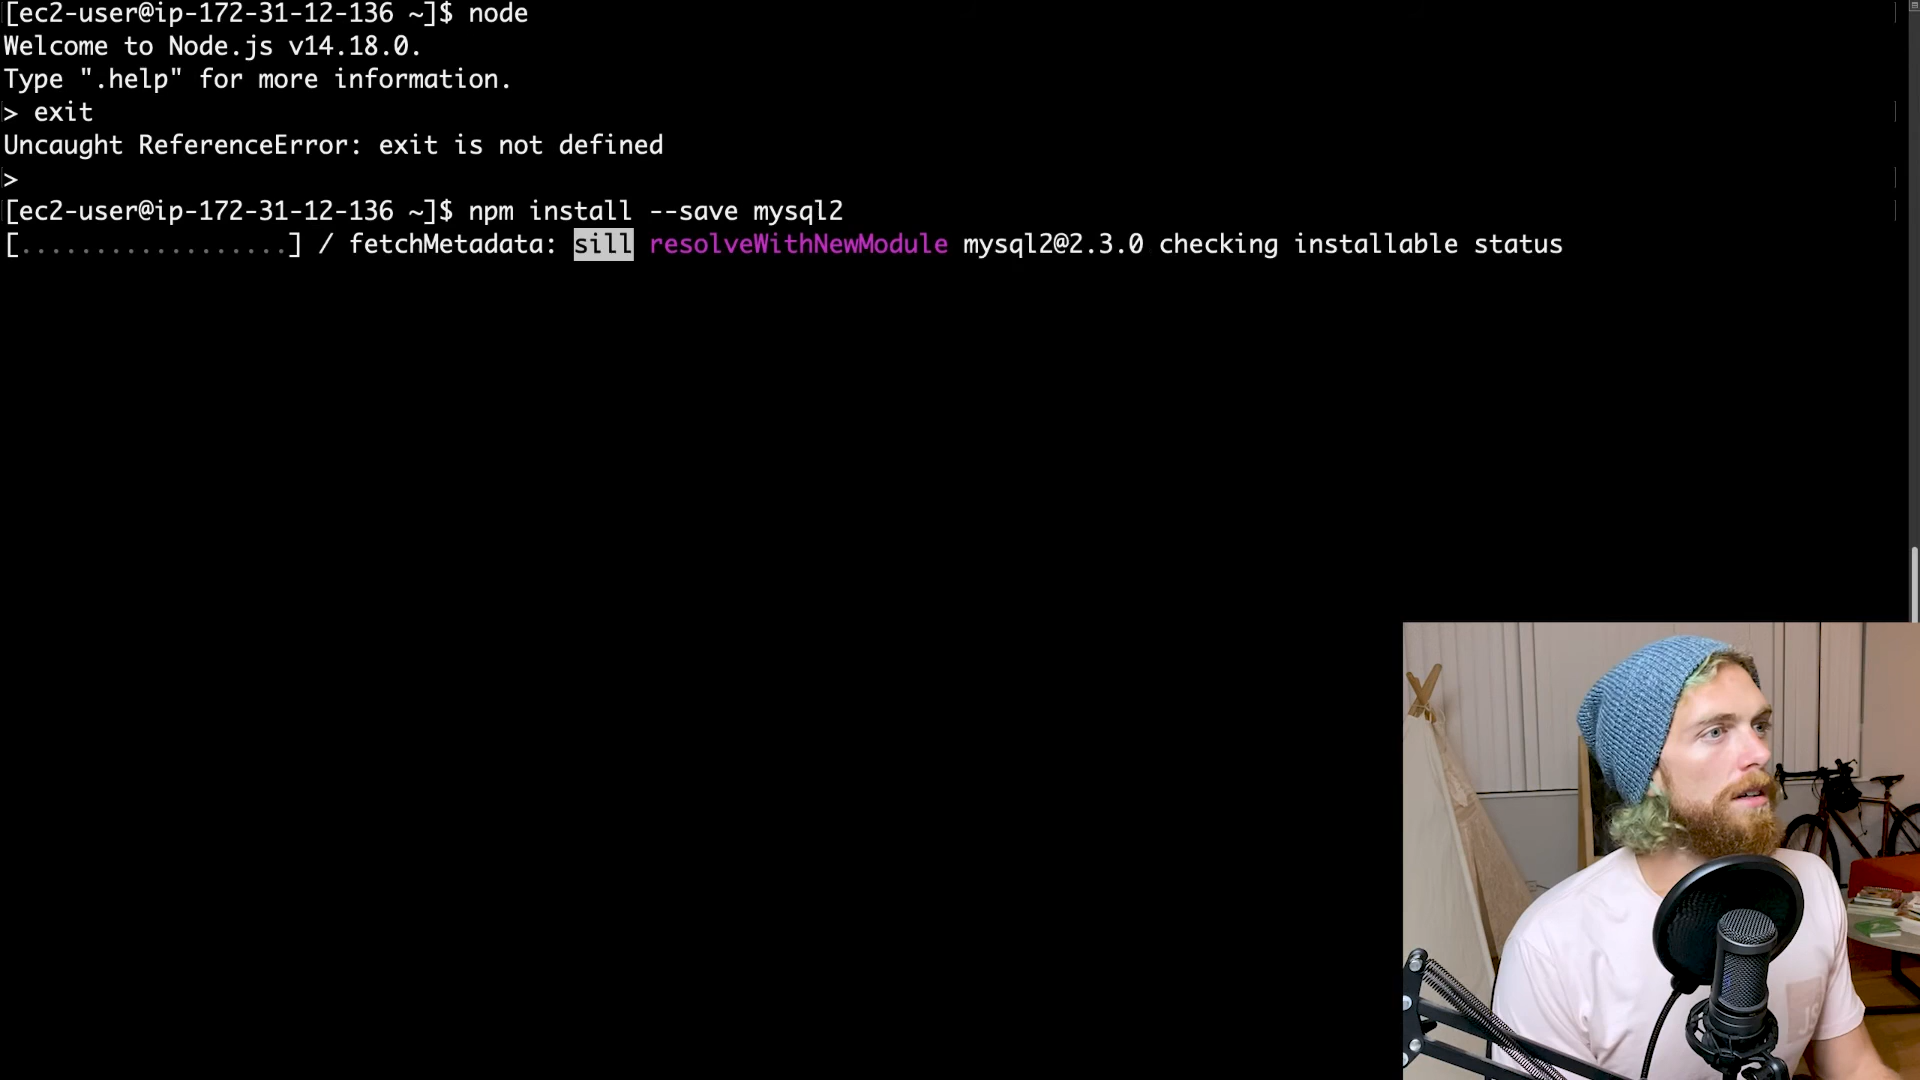 [ec2-user@ip-172-31-12-136 ~]$ node
Welcome to Node.js v14.18.0.
Type ".help" for more information.
> exit
Uncaught ReferenceError: exit is not defined
>
[ec2-user@ip-172-31-12-136 ~]$ npm install --save mysql2
[..................] / fetchMetadata: sill resolveWithNewModule mysql2@2.3.0 checking installable status
JS